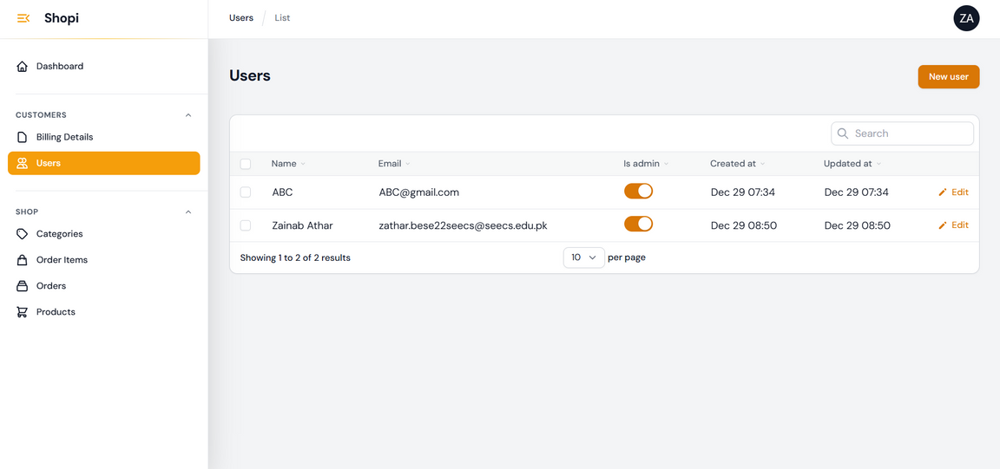 Shopi
Users List
ZA
Dashboard
CUSTOMERS
Billing Details
Users
SHOP
Categories
Order Items
Orders
Products
Users
New user
Search
Name Email Is admin Created at Updated at
ABC ABC@gmail.com Dec 29 07:34 Dec 29 07:34 Edit
Zainab Athar zathar.bese22seecs@seecs.edu.pk Dec 29 08:50 Dec 29 08:50 Edit
Showing 1 to 2 of 2 results 10 per page